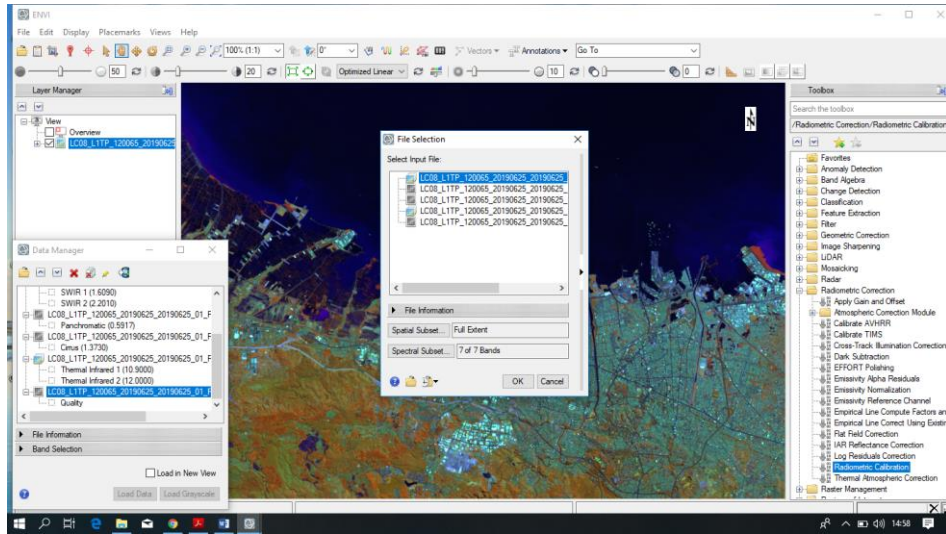 ENVI
File Edit Display Placemarks Views Help
100% (1:1) 0° Vectors Annotations Go To
50 20 Optimized Linear 10 0
Layer Manager
View
Overview
LC08_L1TP_120065_20190625
N
File Selection
Select Input File:
LC08_L1TP_120065_20190625_20190625_
LC08_L1TP_120065_20190625_20190625_
LC08_L1TP_120065_20190625_20190625_
LC08_L1TP_120065_20190625_20190625_
LC08_L1TP_120065_20190625_20190625_
File Information
Spatial Subset... Full Extent
Spectral Subset... 7 of 7 Bands
OK Cancel
Data Manager
SWIR 1 (1.6090)
SWIR 2 (2.2010)
LC08_L1TP_120065_20190625_20190625_01_F
Panchromatic (0.5917)
LC08_L1TP_120065_20190625_20190625_01_F
Cirrus (1.3730)
LC08_L1TP_120065_20190625_20190625_01_F
Thermal Infrared 1 (10.9000)
Thermal Infrared 2 (12.0000)
LC08_L1TP_120065_20190625_20190625_01_F
Quality
File Information
Band Selection
Load in New View
Load Data Load Grayscale
Toolbox
Search the toolbox
/Radiometric Correction/Radiometric Calibration
Favorites
Anomaly Detection
Band Algebra
Change Detection
Classification
Feature Extraction
Filter
Geometric Correction
Image Sharpening
LiDAR
Mosaicking
Radar
Radiometric Correction
Apply Gain and Offset
Atmospheric Correction Module
Calibrate AVHRR
Calibrate TIMS
Cross-Track Illumination Correction
Dark Subtraction
EFFORT Polishing
Emissivity Alpha Residuals
Emissivity Normalization
Emissivity Reference Channel
Empirical Line Compute Factors an
Empirical Line Correct Using Existir
Flat Field Correction
IAR Reflectance Correction
Log Residuals Correction
Radiometric Calibration
Thermal Atmospheric Correction
Raster Management
14:58